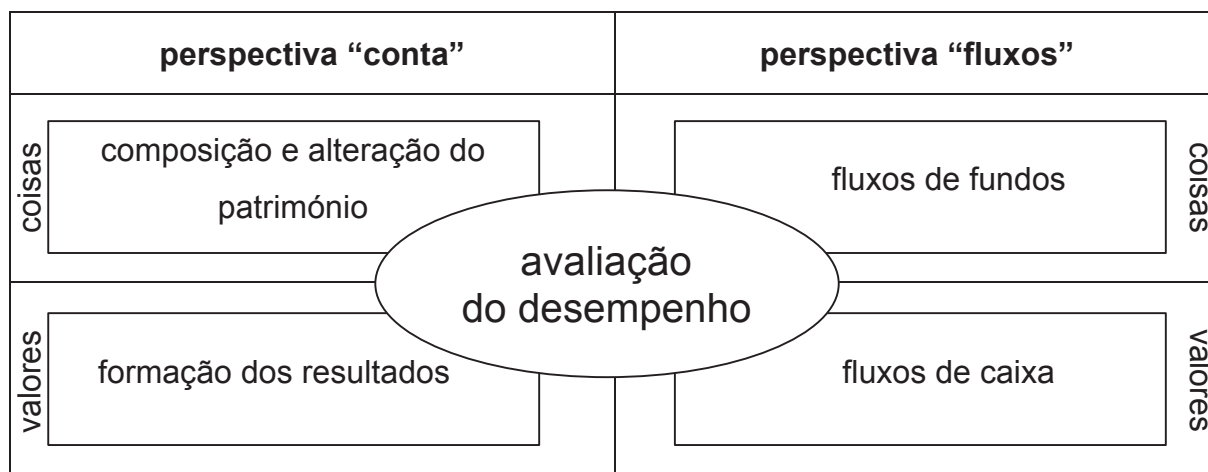 perspectiva “conta”
perspectiva “fluxos”
coisas
composição e alteração do
património
fluxos de fundos
coisas
avaliação
do desempenho
valores
formação dos resultados
fluxos de caixa
valores